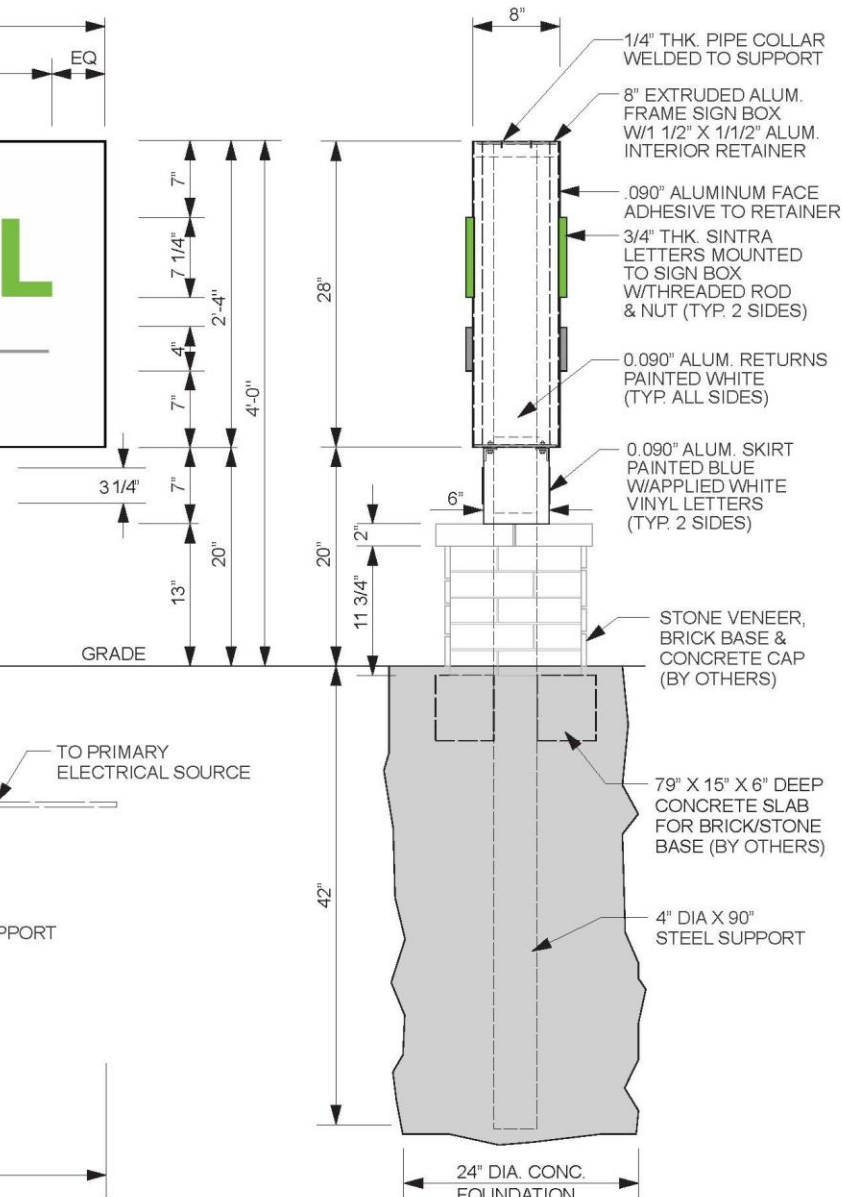 8"
EQ
1/4" THK. PIPE COLLAR
WELDED TO SUPPORT
8" EXTRUDED ALUM.
FRAME SIGN BOX
W/1 1/2" X 1/1/2" ALUM.
INTERIOR RETAINER
.090" ALUMINUM FACE
ADHESIVE TO RETAINER
3/4" THK. SINTRA
LETTERS MOUNTED
TO SIGN BOX
W/THREADED ROD
& NUT (TYP. 2 SIDES)
0.090" ALUM. RETURNS
PAINTED WHITE
(TYP. ALL SIDES)
0.090" ALUM. SKIRT
PAINTED BLUE
W/APPLIED WHITE
VINYL LETTERS
(TYP. 2 SIDES)
STONE VENEER,
BRICK BASE &
CONCRETE CAP
(BY OTHERS)
79" X 15" X 6" DEEP
CONCRETE SLAB
FOR BRICK/STONE
BASE (BY OTHERS)
4" DIA X 90"
STEEL SUPPORT
L
7"
7 1/4"
4"
7"
2'-4"
4'-0"
3 1/4"
7"
13"
20"
28"
20"
6"
2"
11 3/4"
42"
GRADE
TO PRIMARY
ELECTRICAL SOURCE
PPORT
24" DIA. CONC.
FOUNDATION